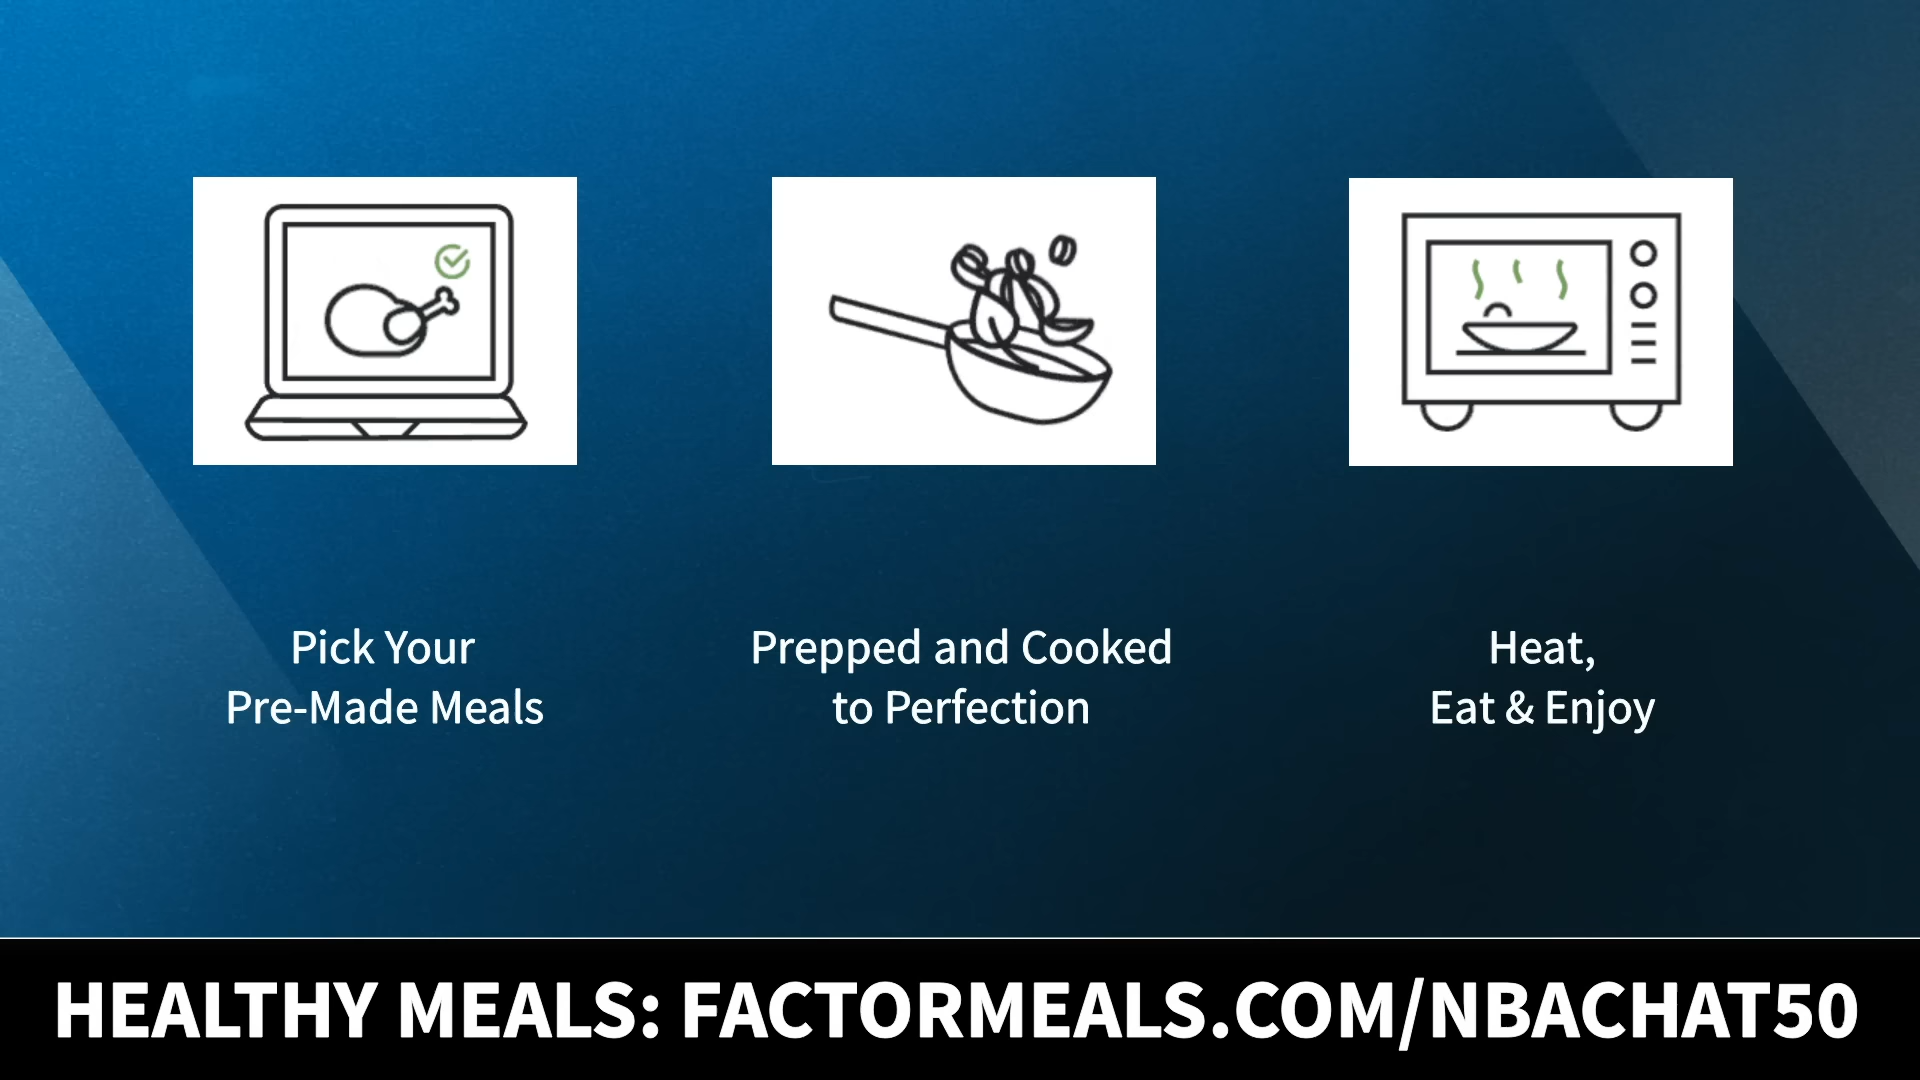 Pick Your
Pre-Made Meals
Prepped and Cooked
to Perfection
Heat,
Eat & Enjoy
HEALTHY MEALS: FACTORMEALS.COM/NBACHAT50